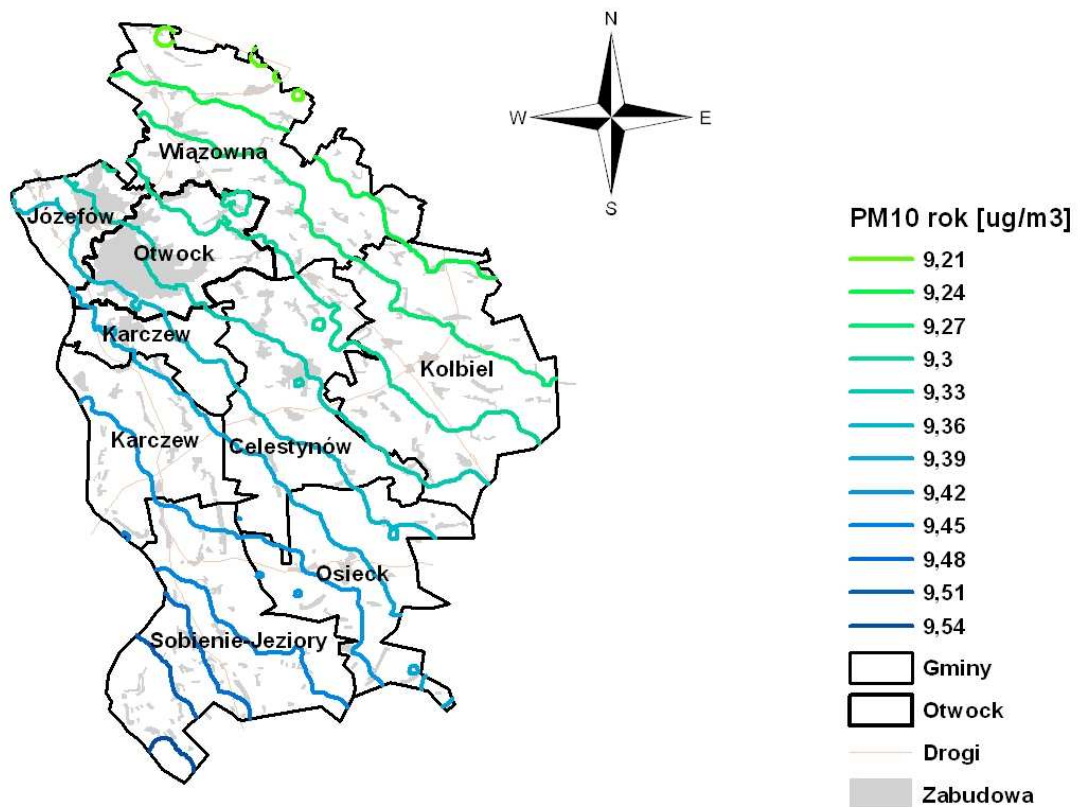 N
W E
S
Wiązowna
Józefów
Otwock
Karczew
Kolbiel
Karczew
Celestynów
Osieck
Sobienie-Jeziory
PM10 rok [ug/m3]
9,21
9,24
9,27
9,3
9,33
9,36
9,39
9,42
9,45
9,48
9,51
9,54
Gminy
Otwock
Drogi
Zabudowa